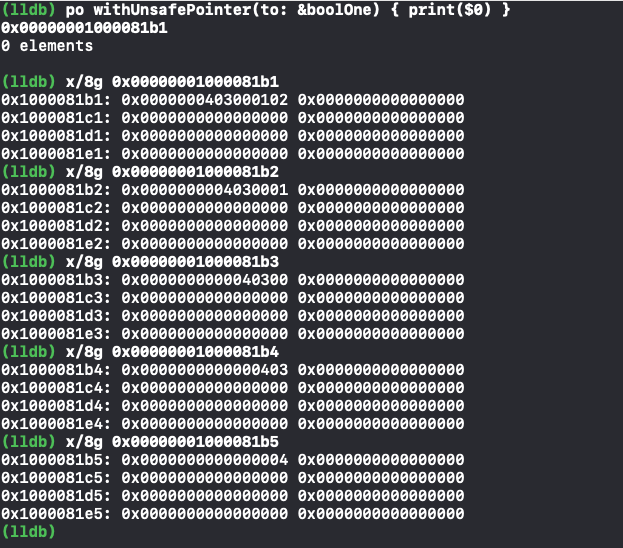 (lldb) po withUnsafePointer(to: &boolOne) { print($0) }
0x00000001000081b1
0 elements
(lldb) x/8g 0x00000001000081b1
0x1000081b1: 0x0000000403000102 0x0000000000000000
0x1000081c1: 0x0000000000000000 0x0000000000000000
0x1000081d1: 0x0000000000000000 0x0000000000000000
0x1000081e1: 0x0000000000000000 0x0000000000000000
(lldb) x/8g 0x00000001000081b2
0x1000081b2: 0x0000000004030001 0x0000000000000000
0x1000081c2: 0x0000000000000000 0x0000000000000000
0x1000081d2: 0x0000000000000000 0x0000000000000000
0x1000081e2: 0x0000000000000000 0x0000000000000000
(lldb) x/8g 0x00000001000081b3
0x1000081b3: 0x0000000000040300 0x0000000000000000
0x1000081c3: 0x0000000000000000 0x0000000000000000
0x1000081d3: 0x0000000000000000 0x0000000000000000
0x1000081e3: 0x0000000000000000 0x0000000000000000
(lldb) x/8g 0x00000001000081b4
0x1000081b4: 0x0000000000000403 0x0000000000000000
0x1000081c4: 0x0000000000000000 0x0000000000000000
0x1000081d4: 0x0000000000000000 0x0000000000000000
0x1000081e4: 0x0000000000000000 0x0000000000000000
(lldb) x/8g 0x00000001000081b5
0x1000081b5: 0x0000000000000004 0x0000000000000000
0x1000081c5: 0x0000000000000000 0x0000000000000000
0x1000081d5: 0x0000000000000000 0x0000000000000000
0x1000081e5: 0x0000000000000000 0x0000000000000000
(lldb)